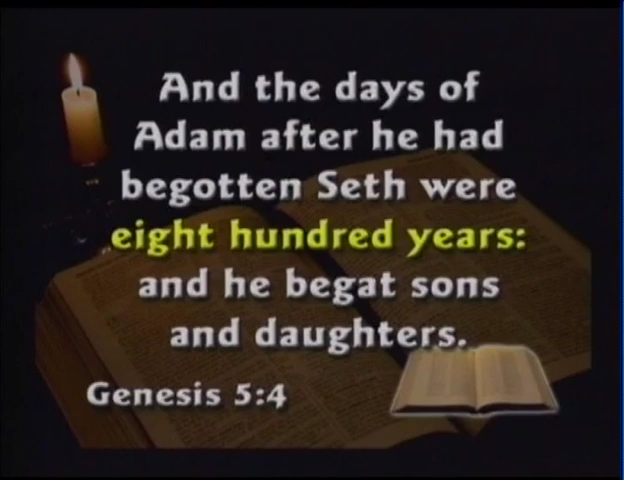 And the days of
Adam after he had
begotten Seth were
eight hundred years:
and he begat sons
and daughters.
Genesis 5:4